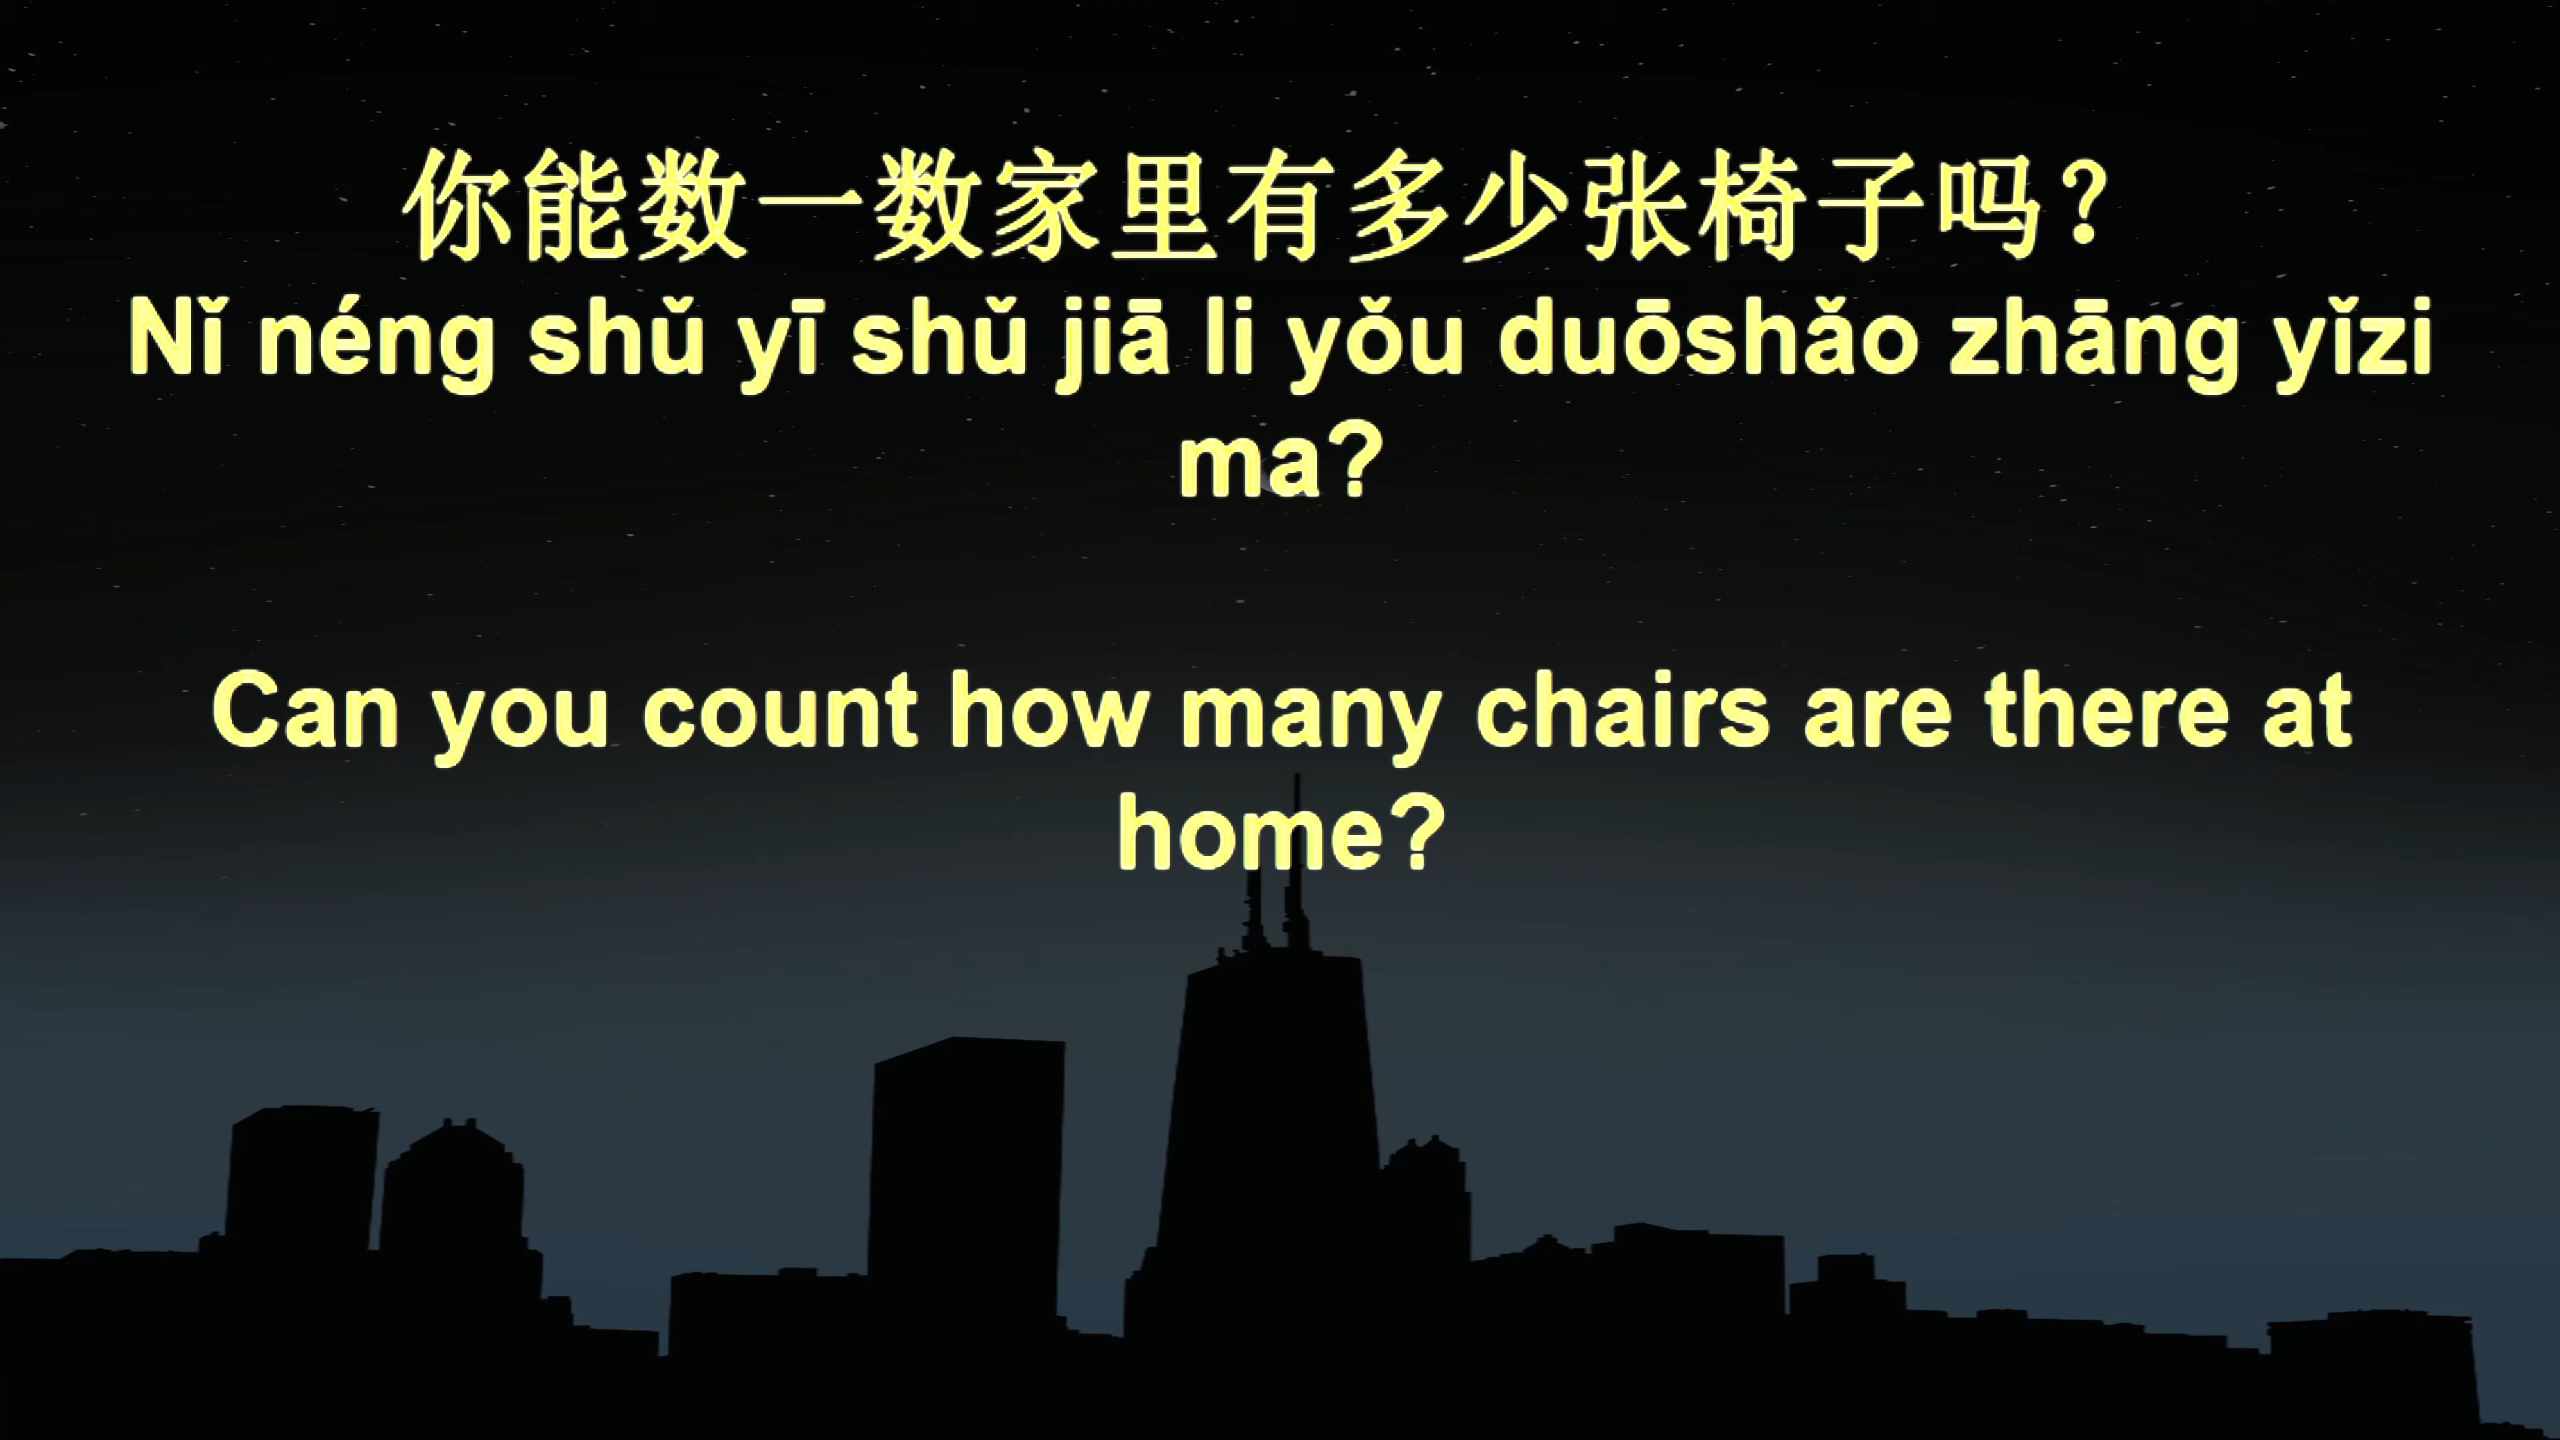 你能数一数家里有多少张椅子吗？
Nǐ néng shǔ yī shǔ jiā li yǒu duōshǎo zhāng yǐzi
ma?
Can you count how many chairs are there at
home?